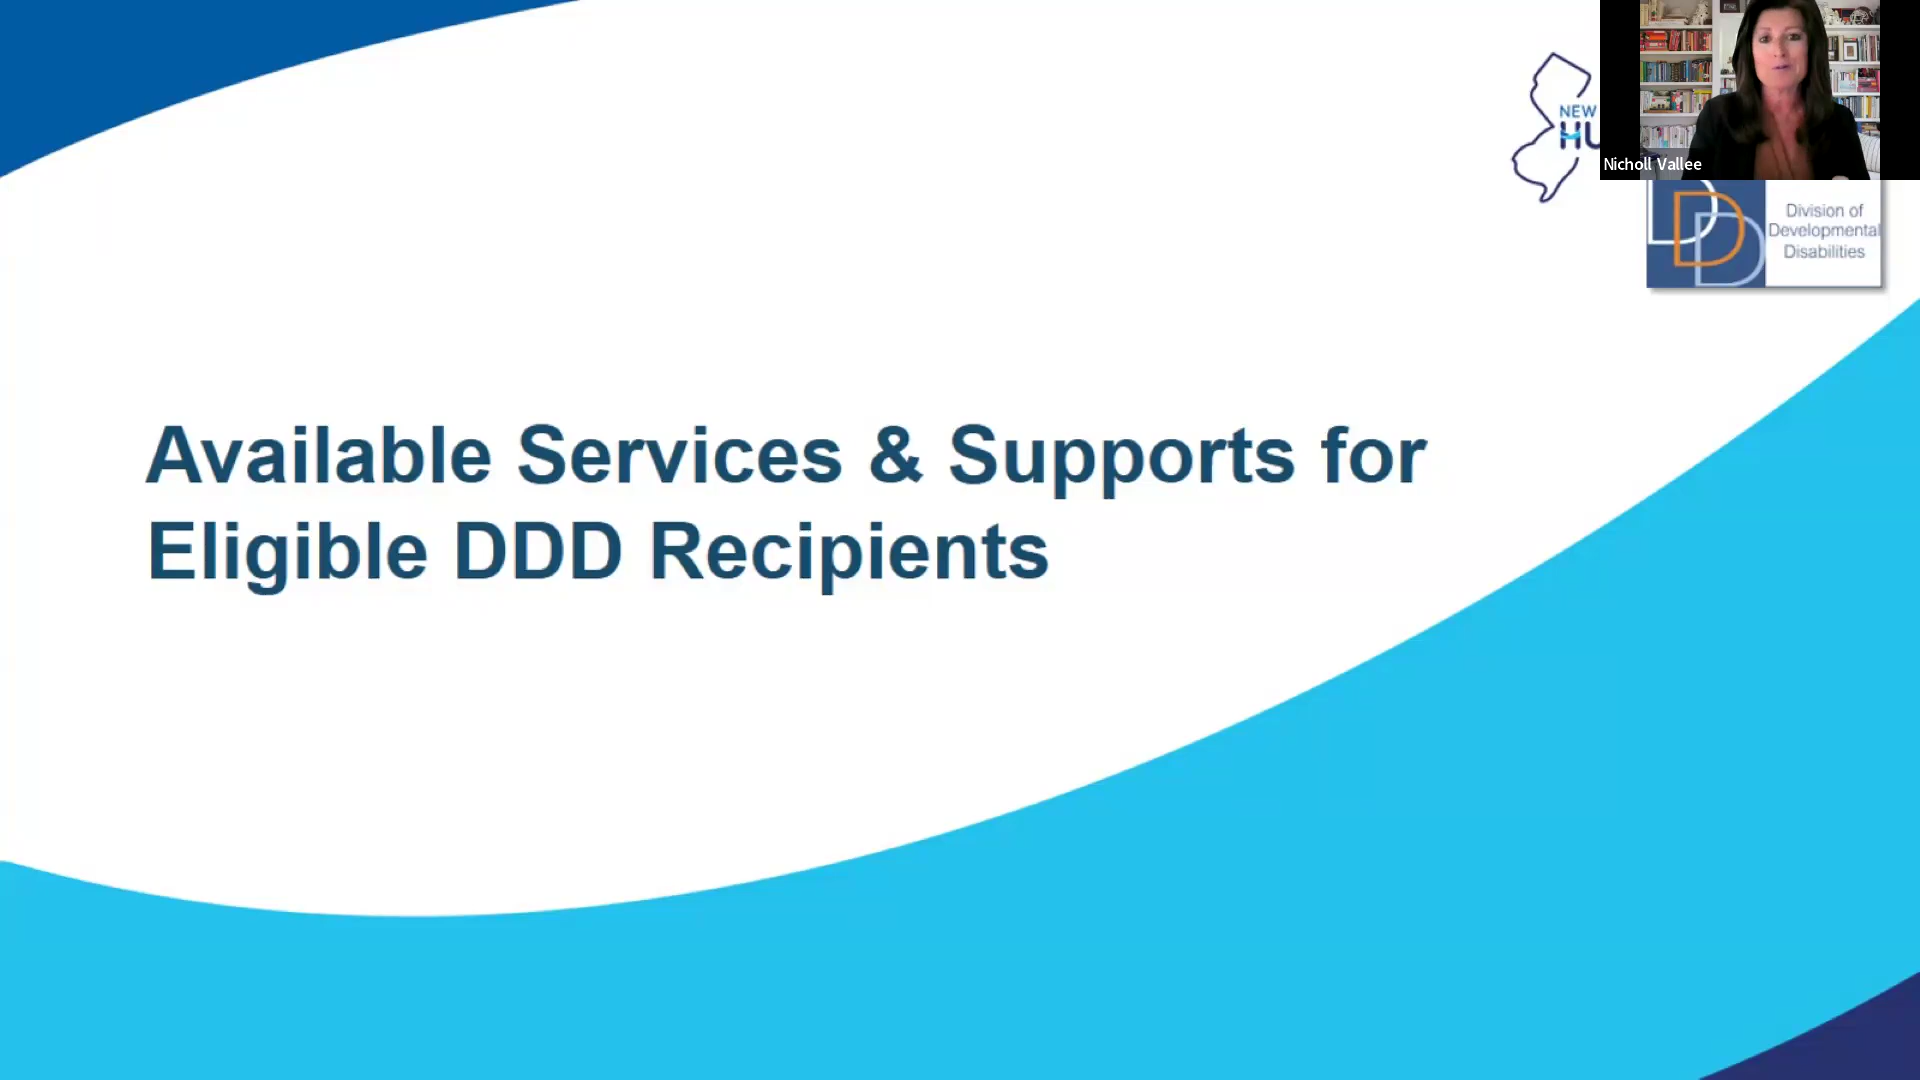 NEW
Nicholl Vallee
Division of
Developmental
Disabilities
Available Services & Supports for
Eligible DDD Recipients